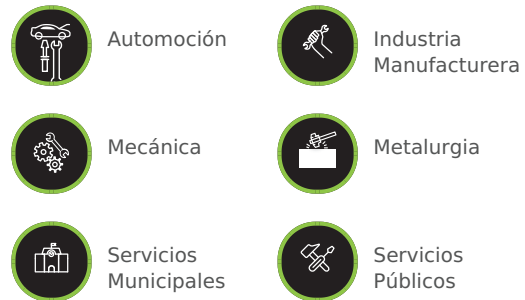 Automoción
Industria
Manufacturera
Mecánica
Metalurgia
Servicios
Municipales
Servicios
Públicos